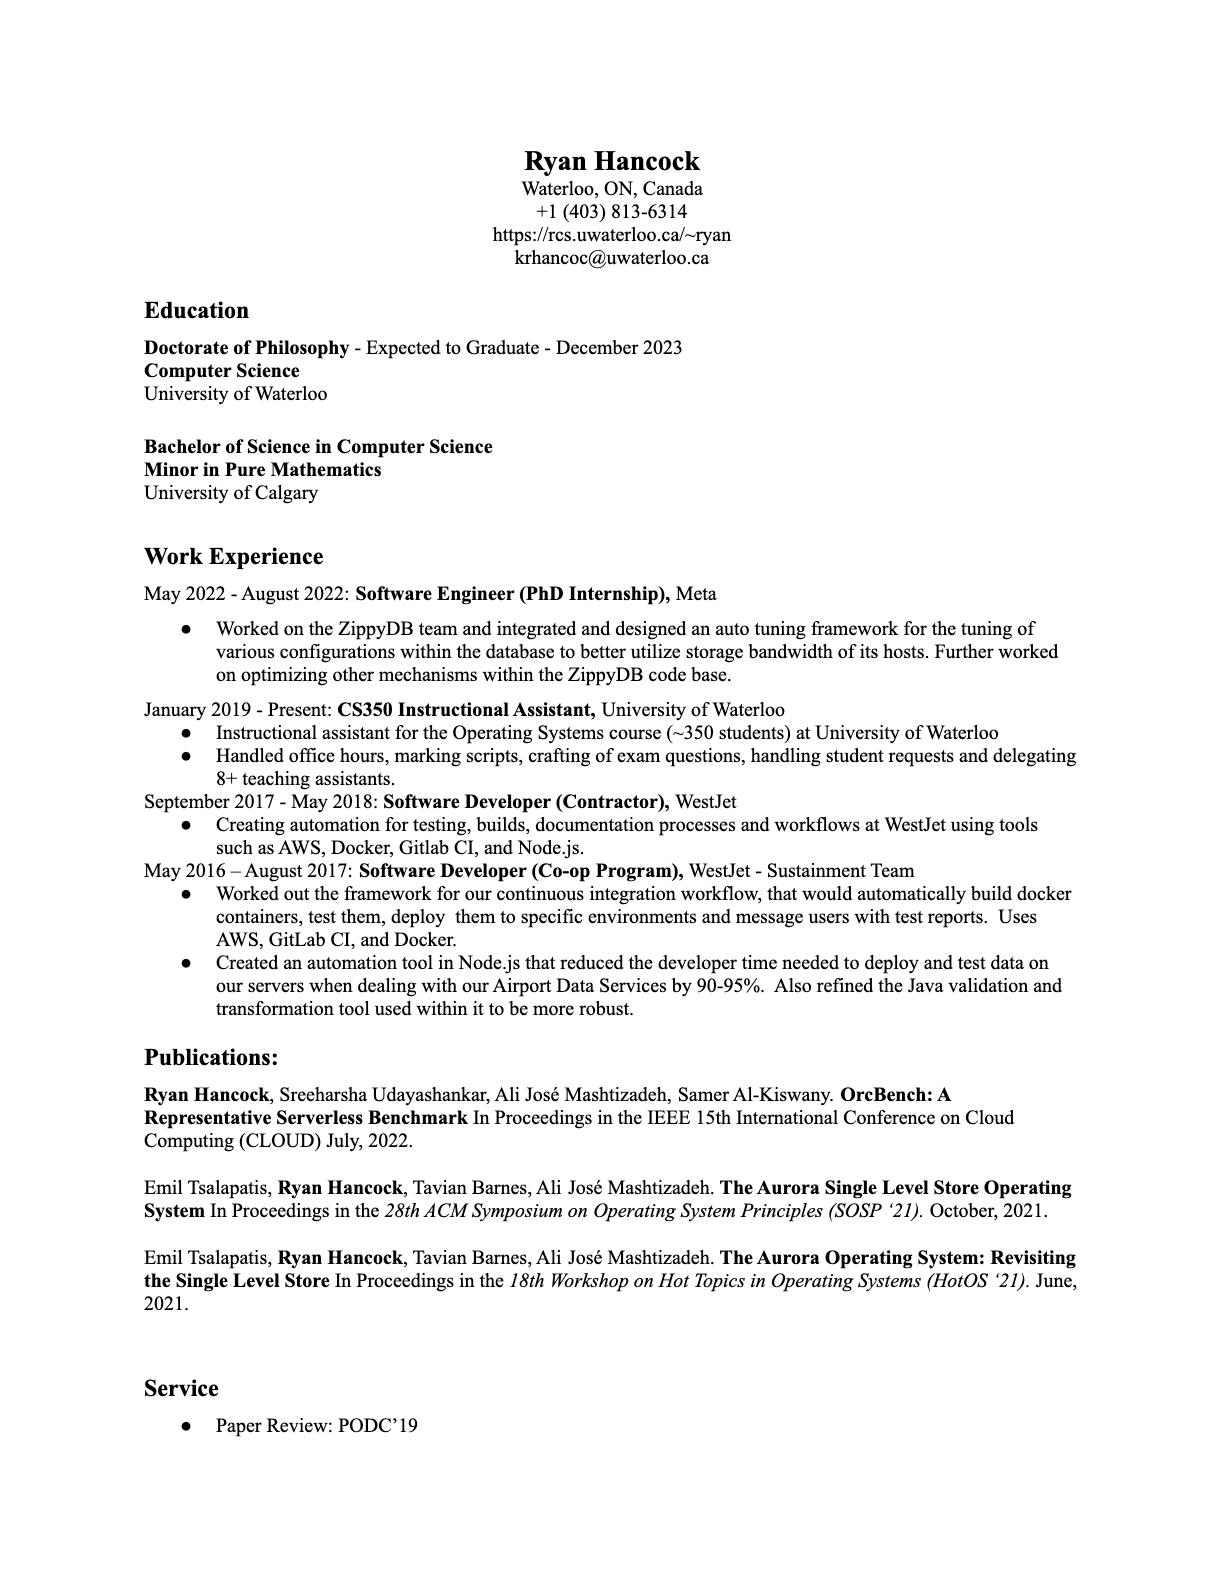 Ryan Hancock
Waterloo, ON, Canada
+1 (403) 813-6314
https://rcs.uwaterloo.ca/~ryan
krhancoc@uwaterloo.ca
Education
Doctorate of Philosophy - Expected to Graduate - December 2023
Computer Science
University of Waterloo
Bachelor of Science in Computer Science
Minor in Pure Mathematics
University of Calgary
Work Experience
May 2022 - August 2022: Software Engineer (PhD Internship), Meta
● Worked on the ZippyDB team and integrated and designed an auto tuning framework for the tuning of
various configurations within the database to better utilize storage bandwidth of its hosts. Further worked
on optimizing other mechanisms within the ZippyDB code base.
January 2019 - Present: CS350 Instructional Assistant, University of Waterloo
● Instructional assistant for the Operating Systems course (~350 students) at University of Waterloo
● Handled office hours, marking scripts, crafting of exam questions, handling student requests and delegating
8+ teaching assistants.
September 2017 - May 2018: Software Developer (Contractor), WestJet
● Creating automation for testing, builds, documentation processes and workflows at WestJet using tools
such as AWS, Docker, Gitlab CI, and Node.js.
May 2016 – August 2017: Software Developer (Co-op Program), WestJet - Sustainment Team
● Worked out the framework for our continuous integration workflow, that would automatically build docker
containers, test them, deploy  them to specific environments and message users with test reports.  Uses
AWS, GitLab CI, and Docker.
● Created an automation tool in Node.js that reduced the developer time needed to deploy and test data on
our servers when dealing with our Airport Data Services by 90-95%.  Also refined the Java validation and
transformation tool used within it to be more robust.
Publications:
Ryan Hancock, Sreeharsha Udayashankar, Ali José Mashtizadeh, Samer Al-Kiswany. OrcBench: A
Representative Serverless Benchmark In Proceedings in the IEEE 15th International Conference on Cloud
Computing (CLOUD) July, 2022.
Emil Tsalapatis, Ryan Hancock, Tavian Barnes, Ali José Mashtizadeh. The Aurora Single Level Store Operating
System In Proceedings in the 28th ACM Symposium on Operating System Principles (SOSP ‘21). October, 2021.
Emil Tsalapatis, Ryan Hancock, Tavian Barnes, Ali José Mashtizadeh. The Aurora Operating System: Revisiting
the Single Level Store In Proceedings in the 18th Workshop on Hot Topics in Operating Systems (HotOS ‘21). June,
2021.
Service
● Paper Review: PODC’19